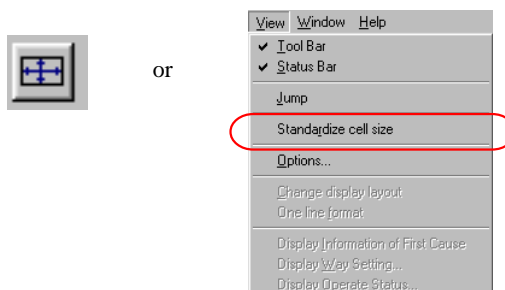 View Window Help
Tool Bar
or
Status Bar
Jump
Standardize cell size
Options...
Change display layout
One line format
Display Information of First Cause
Display Way Setting...
Display Operate Status...